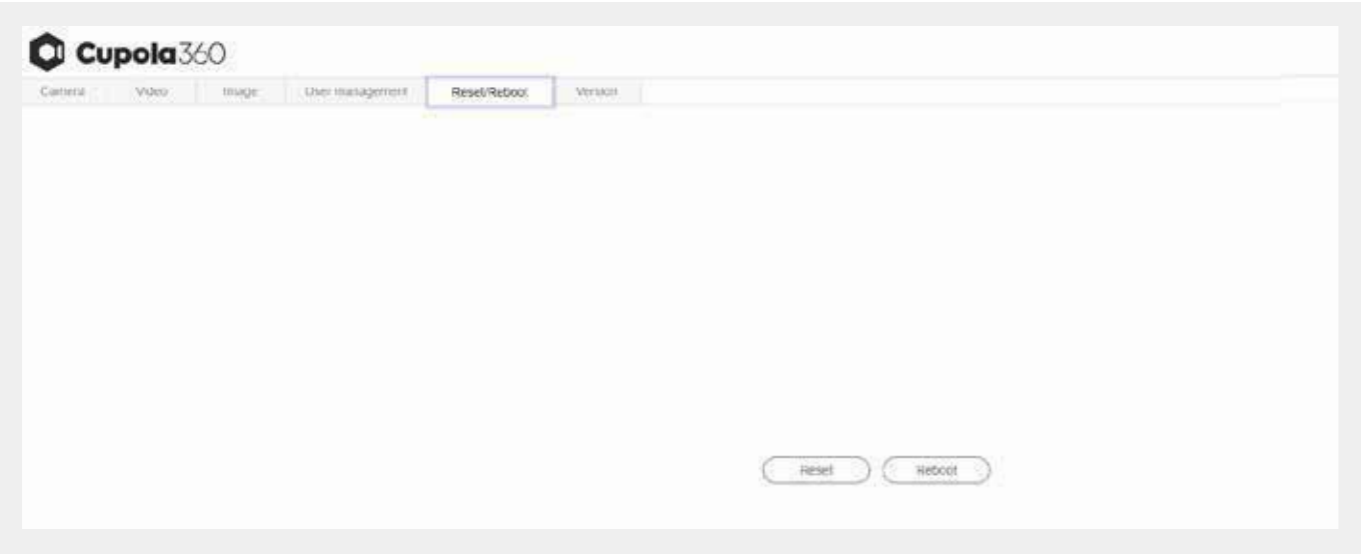 Cupola360
Camera Video Image User management Reset/Reboot Version
Reset Reboot